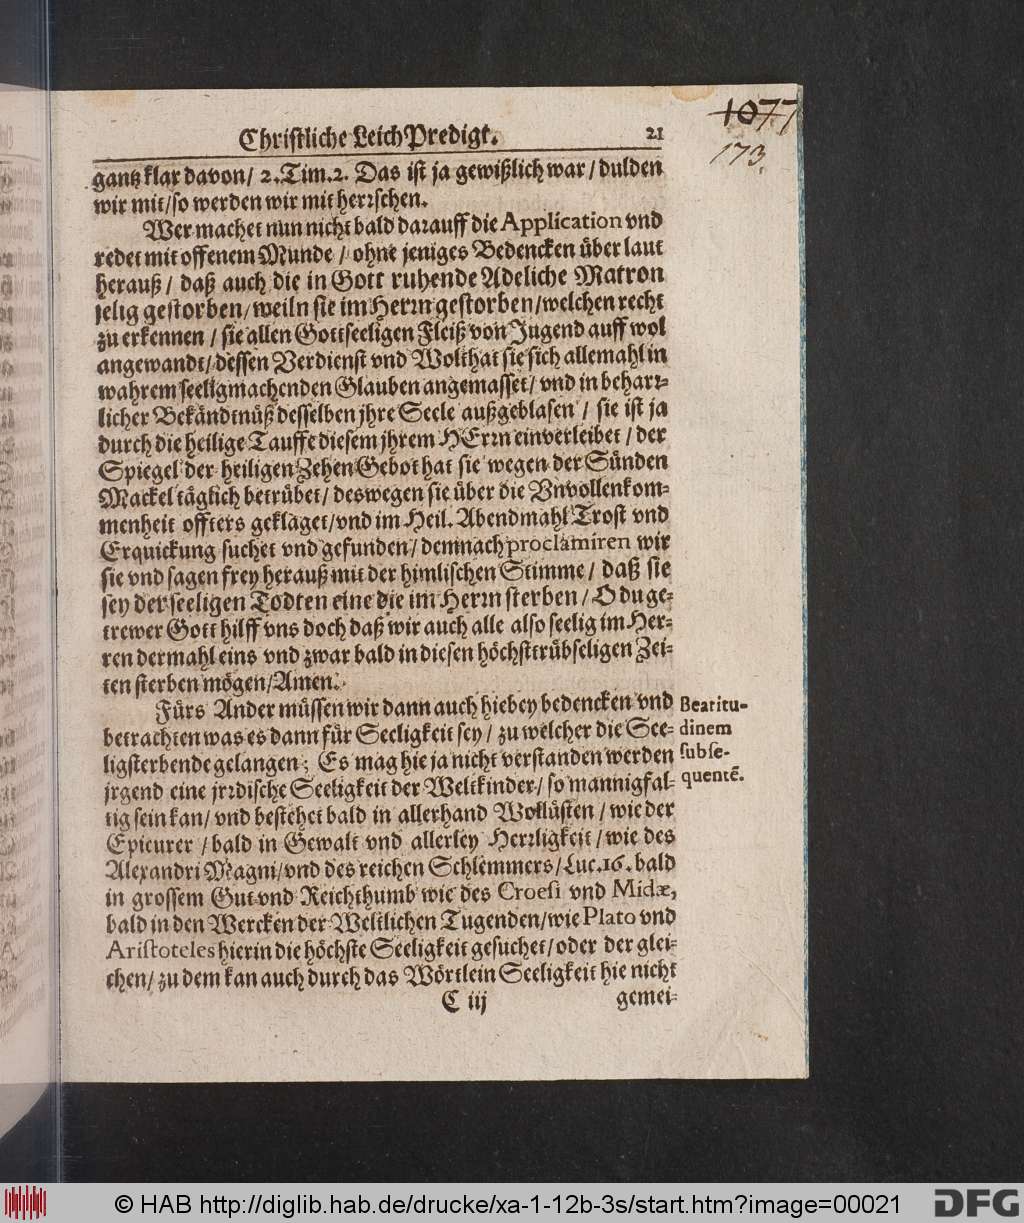 Christliche LeichPredigt. 21
1077
173.
gantz klar davon/ 2. Tim. 2. Das ist ja gewißlich war/ dulden
wir mit/ so werden wir mit herrschen.
Wer machet nun nicht bald darauff die Application vnd
redet mit offenem Munde/ ohne jeniges Bedencken über laut
herauß/ daß auch die in Gott ruhende Adeliche Matron
selig gestorben/ weiln sie im Herrn gestorben/ welchen recht
zu erkennen/ sie allen Gottseeligen Fleiß von Jugend auff wol
angewandt/ dessen Verdienst vnd Wolthat sie sich allemahl in
wahrem seeligmachenden Glauben angemasset/ vnd in beharr-
licher Bekändtnüß desselben jhre Seele außgeblasen/ sie ist ja
durch die heilige Tauffe diesem jhrem HErrn einverleibet/ der
Spiegel der heiligen Zehen Gebot hat sie wegen der Sünden
Mackel täglich betrübet/ deswegen sie über die Vnvollenkom-
menheit offters geklaget/ vnd im Heil. Abendmahl Trost vnd
Erquickung suchet vnd gefunden/ demnach proclamiren wir
sie vnd sagen frey herauß mit der himlischen Stimme/ daß sie
sey der seeligen Todten eine die im Herrn sterben/ O du ge-
trewer Gott hilff vns doch daß wir auch alle also seelig im Her-
ren dermahl eins vnd zwar bald in diesen höchsttrübseligen Zei-
ten sterben mögen/ Amen.
Fürs Ander müssen wir dann auch hiebey bedencken vnd
betrachten was es dann für Seeligkeit sey/ zu welcher die See-
ligsterbende gelangen: Es mag hie ja nicht verstanden werden
jrgend eine jrrdische Seeligkeit der Weltkinder/ so mannigfal-
tig sein kan/ vnd bestehet bald in allerhand Wollüsten/ wie der
Epicurer/ bald in Gewalt vnd allerley Herrligkeit/ wie des
Alexandri Magni/ vnd des reichen Schlemmers/ Luc. 16. bald
in grossem Gut vnd Reichthumb wie des Croesi vnd Midæ,
bald in den Wercken der Weltlichen Tugenden/ wie Plato vnd
Aristoteles hierin die höchste Seeligkeit gesuchet/ oder der glei-
chen/ zu dem kan auch durch das Wörtlein Seeligkeit hie nicht
C iij gemei-
Beatitu-
dinem
subse-
quentē.
© HAB http://diglib.hab.de/drucke/xa-1-12b-3s/start.htm?image=00021
DFG